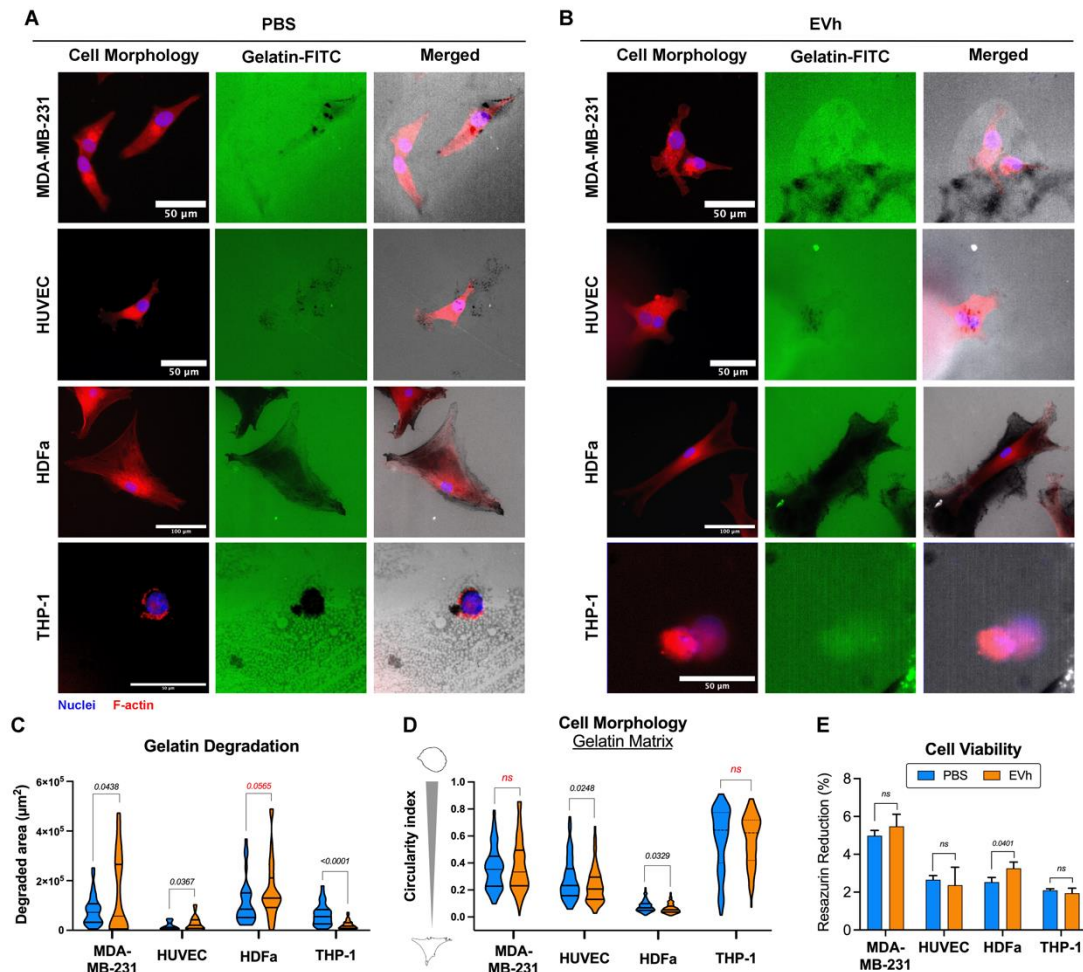 A
PBS
Cell Morphology Gelatin-FITC Merged
MDA-MB-231
50 µm
HUVEC
50 µm
HDFa
100 µm
THP-1
50 µm
Nuclei F-actin
B
EVh
Cell Morphology Gelatin-FITC Merged
MDA-MB-231
50 µm
HUVEC
50 µm
HDFa
100 µm
THP-1
50 µm
C
Gelatin Degradation
Degraded area (µm²)
6×10⁵
4×10⁵
2×10⁵
0
0.0438
0.0367
0.0565
<0.0001
MDA-
MB-231
HUVEC
HDFa
THP-1
D
Cell Morphology
Gelatin Matrix
Circularity index
1.0
0.8
0.6
0.4
0.2
0.0
ns
0.0248
0.0329
ns
MDA-
MB-231
HUVEC
HDFa
THP-1
E
Cell Viability
PBS EVh
Resazurin Reduction (%)
8
6
4
2
0
ns
ns
0.0401
ns
MDA-
MB-231
HUVEC
HDFa
THP-1